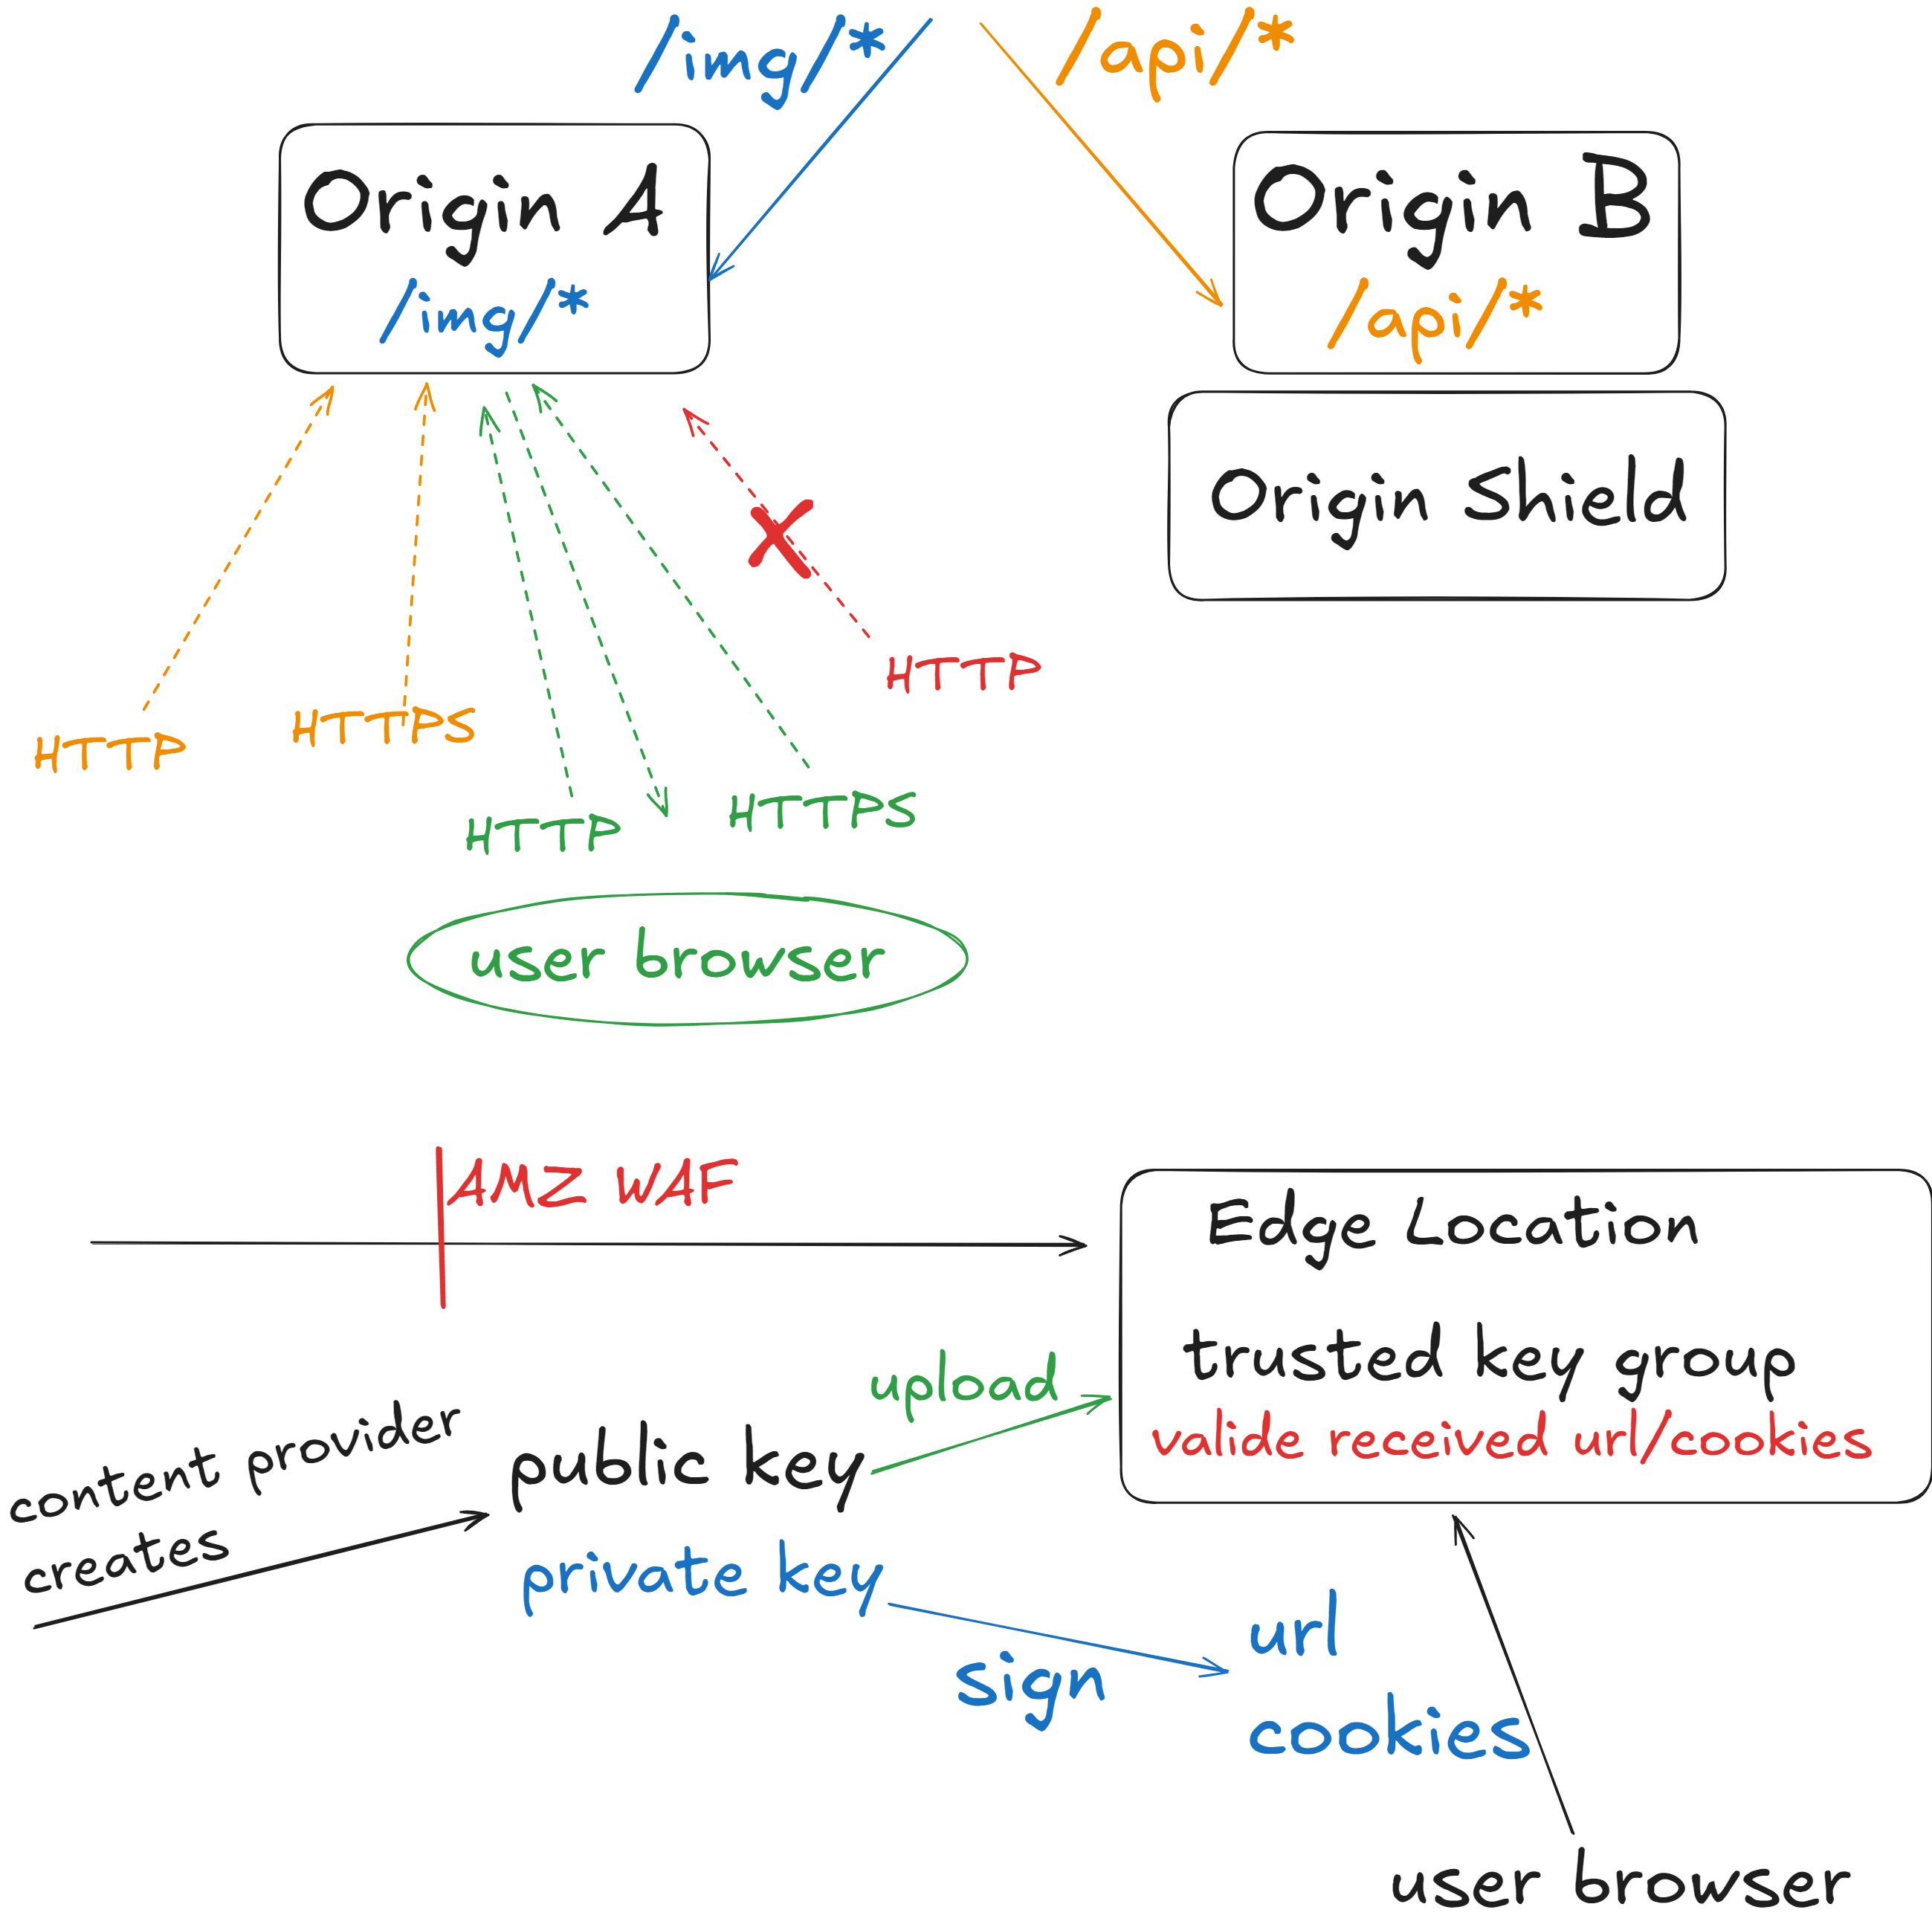 /img/*
/api/*
Origin A
/img/*
Origin B
/api/*
Origin Shield
HTTP
HTTPS
HTTP
HTTPS
HTTP
user browser
AMZ WAF
Edge Location
trusted key group
valide received url/cookies
upload
content provider
creates
public key
private key
sign
url
cookies
user browser